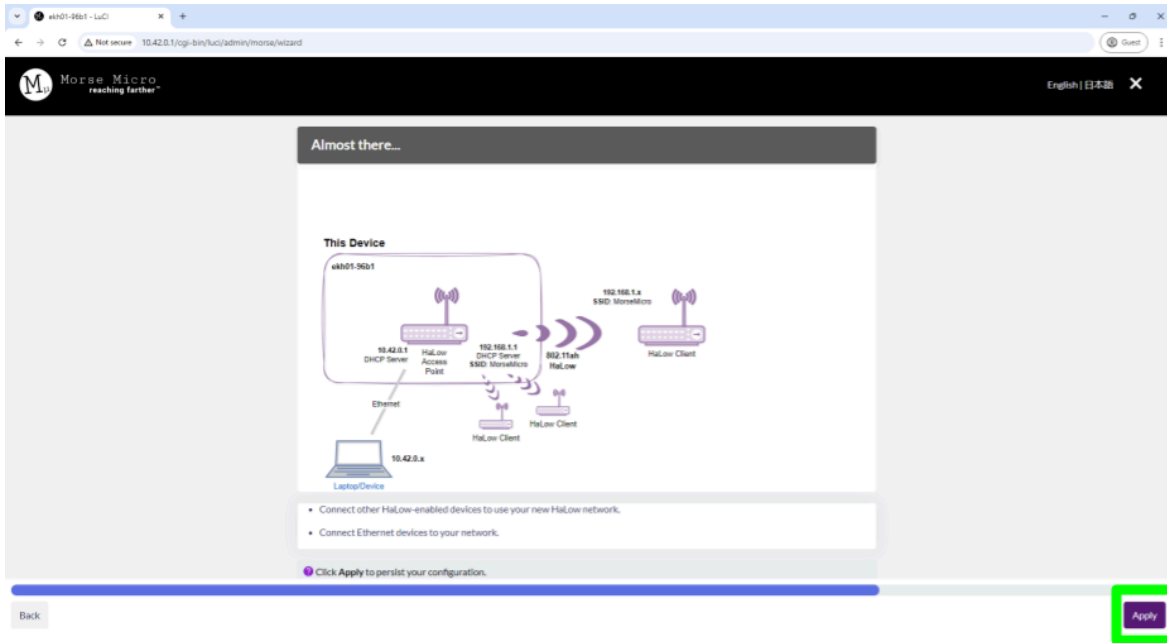 ekh01-96b1 - LuCI
Not secure 10.42.0.1/cgi-bin/luci/admin/morse/wizard
Guest
Mμ
Morse Micro
reaching farther™
English | 日本語
Almost there...
This Device
ekh01-96b1
192.168.1.x
SSID: MorseMicro
10.42.0.1
DHCP Server
HaLow
Access
Point
192.168.1.1
DHCP Server
SSID: MorseMicro
802.11ah
HaLow
HaLow Client
Ethernet
HaLow Client
HaLow Client
10.42.0.x
Laptop/Device
• Connect other HaLow-enabled devices to use your new HaLow network.
• Connect Ethernet devices to your network.
Click Apply to persist your configuration.
Back
Apply